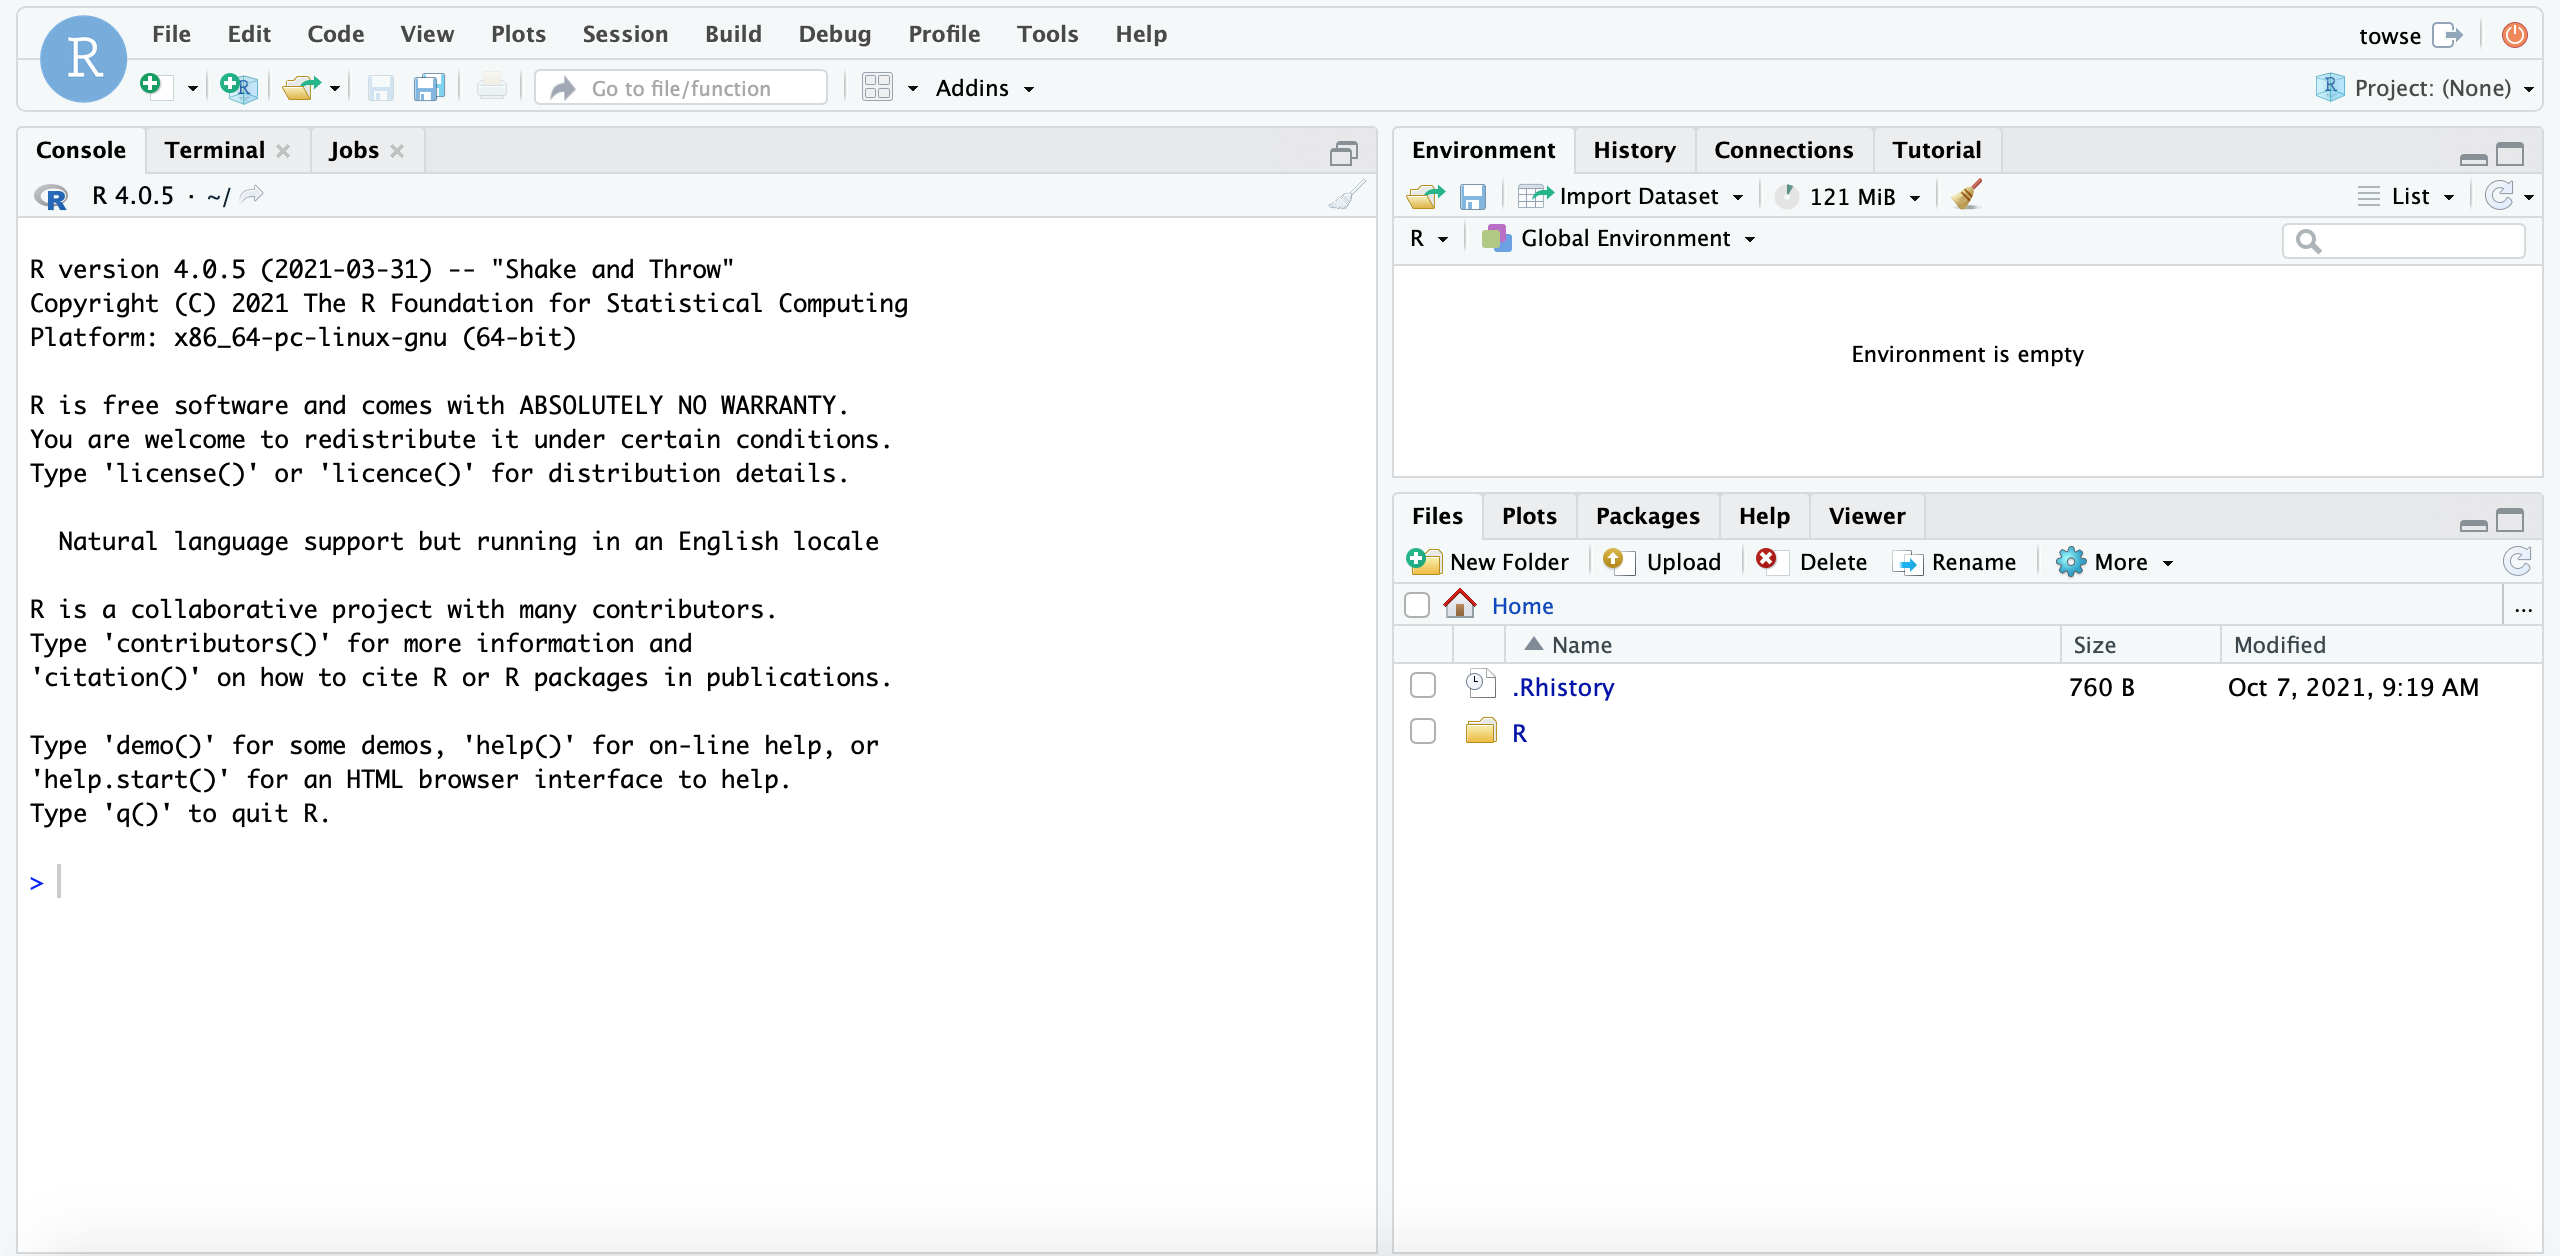 R File Edit Code View Plots Session Build Debug Profile Tools Help towse
Go to file/function Addins Project: (None)
Console Terminal Jobs
R 4.0.5 · ~/
R version 4.0.5 (2021-03-31) -- "Shake and Throw"
Copyright (C) 2021 The R Foundation for Statistical Computing
Platform: x86_64-pc-linux-gnu (64-bit)
R is free software and comes with ABSOLUTELY NO WARRANTY.
You are welcome to redistribute it under certain conditions.
Type 'license()' or 'licence()' for distribution details.
Natural language support but running in an English locale
R is a collaborative project with many contributors.
Type 'contributors()' for more information and
'citation()' on how to cite R or R packages in publications.
Type 'demo()' for some demos, 'help()' for on-line help, or
'help.start()' for an HTML browser interface to help.
Type 'q()' to quit R.
>
Environment History Connections Tutorial
Import Dataset 121 MiB List
R Global Environment
Environment is empty
Files Plots Packages Help Viewer
New Folder Upload Delete Rename More
Home ...
Name Size Modified
.Rhistory 760 B Oct 7, 2021, 9:19 AM
R